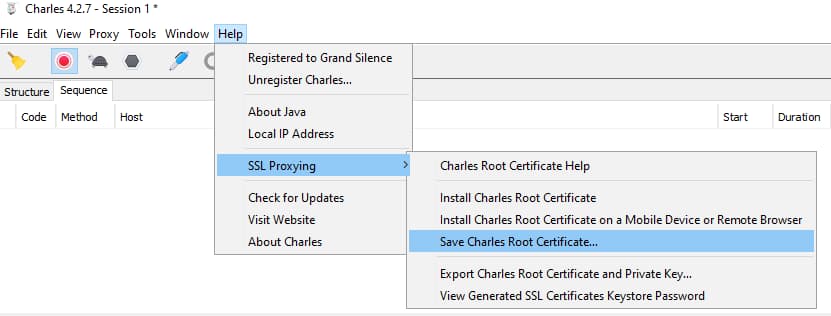 Charles 4.2.7 - Session 1 *
File Edit View Proxy Tools Window Help
Registered to Grand Silence
Unregister Charles...
Structure Sequence
About Java
Code Method Host Start Duration
Local IP Address
SSL Proxying
Charles Root Certificate Help
Check for Updates
Install Charles Root Certificate
Visit Website
Install Charles Root Certificate on a Mobile Device or Remote Browser
About Charles
Save Charles Root Certificate...
Export Charles Root Certificate and Private Key...
View Generated SSL Certificates Keystore Password